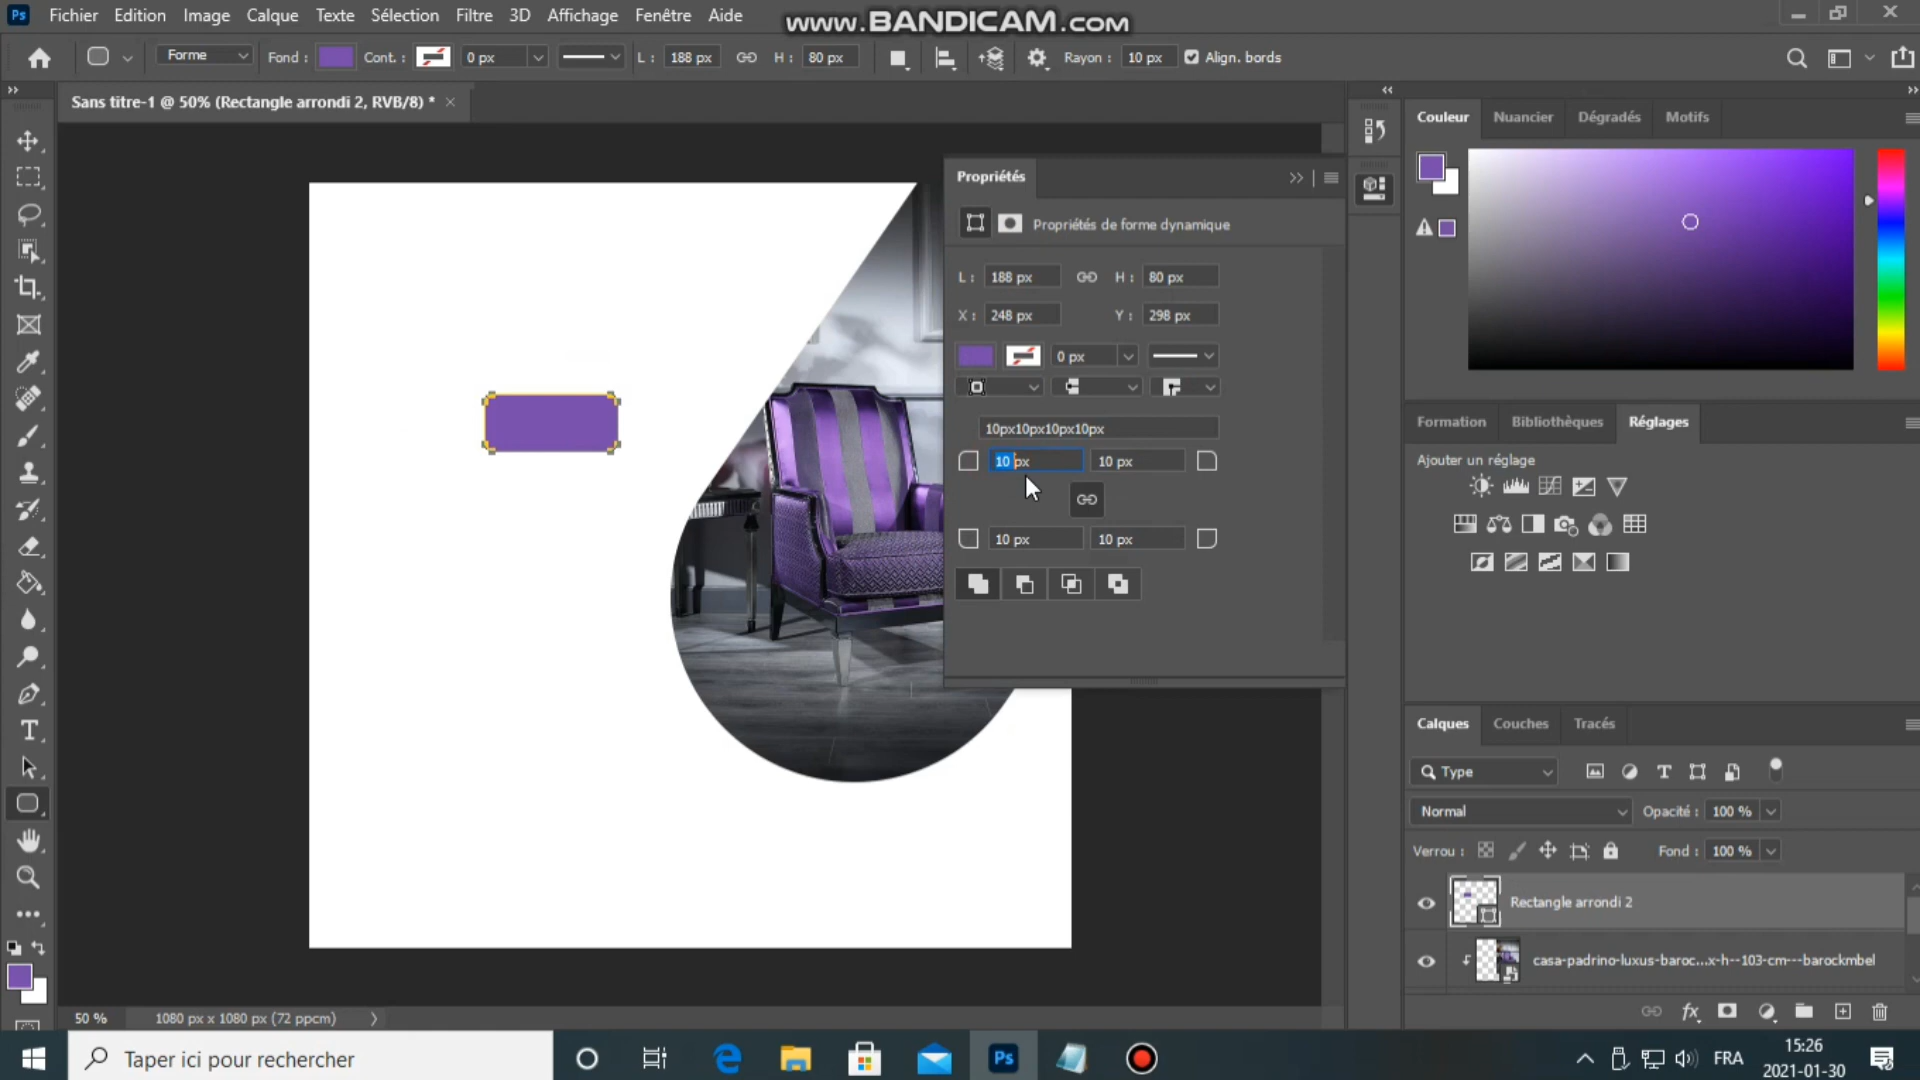 Ps Fichier Edition Image Calque Texte Sélection Filtre 3D Affichage Fenêtre Aide
www.BANDICAM.com
Forme Fond : Cont. : 0 px L : 188 px H : 80 px Rayon : 10 px Align. bords
Sans titre-1 @ 50% (Rectangle arrondi 2, RVB/8) *
Propriétés
Propriétés de forme dynamique
L : 188 px H : 80 px
X : 248 px Y : 298 px
0 px
10px10px10px10px
10 px 10 px
10 px 10 px
Couleur Nuancier Dégradés Motifs
Formation Bibliothèques Réglages
Ajouter un réglage
Calques Couches Tracés
Type
Normal Opacité : 100 %
Verrou : Fond : 100 %
Rectangle arrondi 2
casa-padrino-luxus-baroc...x-h--103-cm---barockmbel
50 % 1080 px x 1080 px (72 ppcm)
Taper ici pour rechercher
Ps
FRA
15:26
2021-01-30